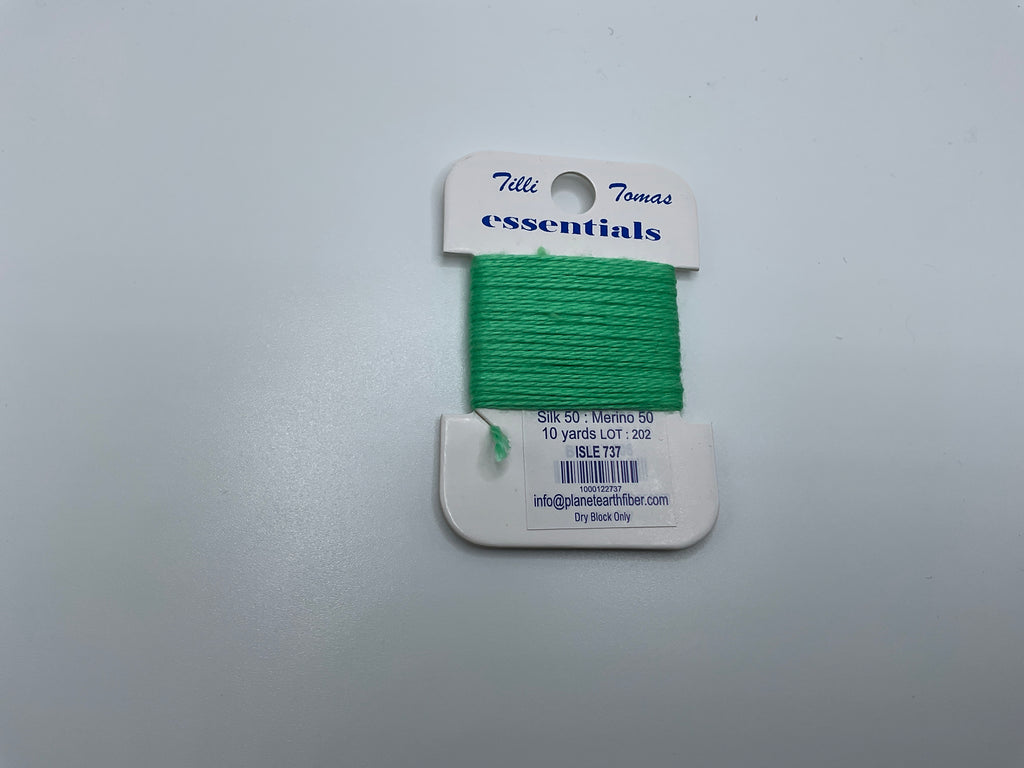 Tilli Tomas
essentials
Silk 50 : Merino 50
10 yards LOT : 202
ISLE 737
1000122737
info@planetearthfiber.com
Dry Block Only